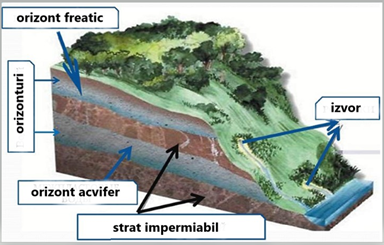 orizont freatic
orizonturi
izvor
orizont acvifer
strat impermiabil